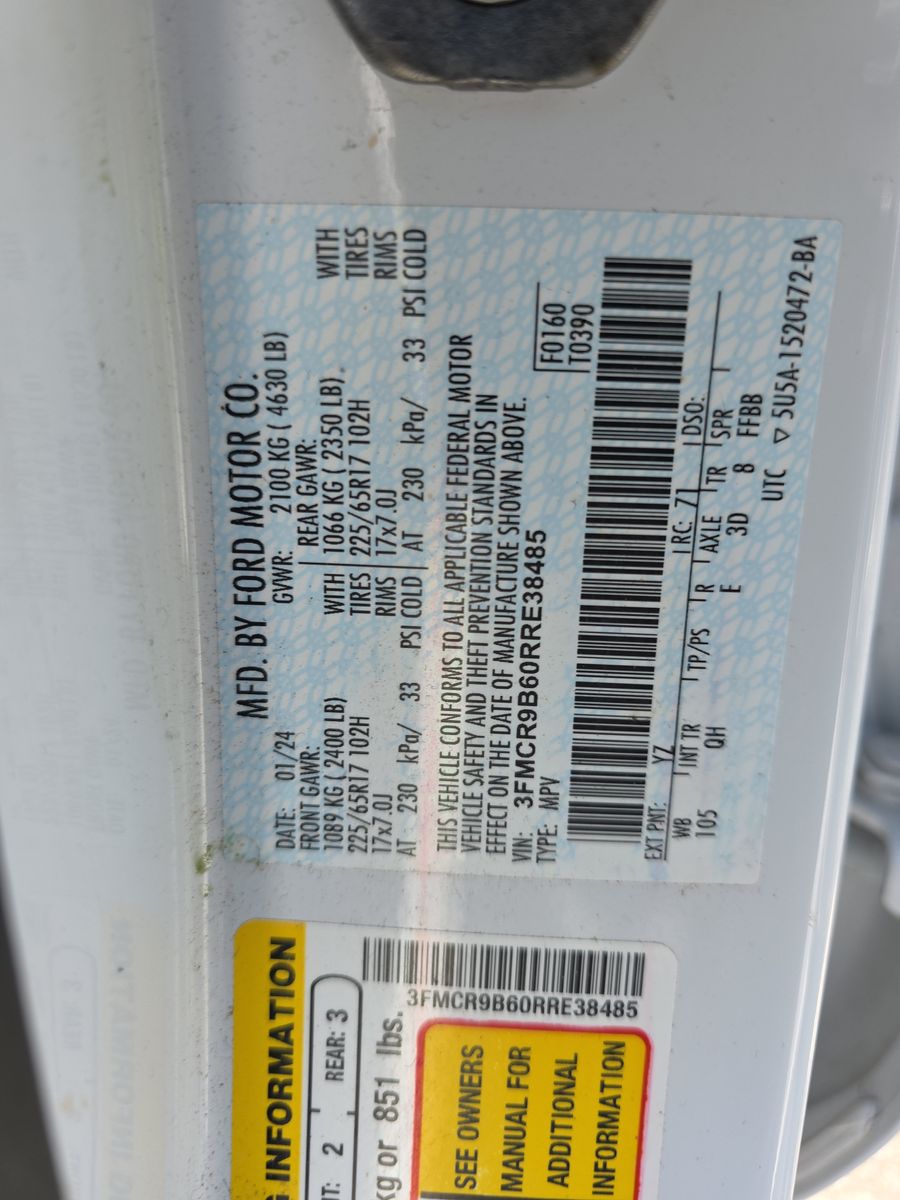 MFD. BY FORD MOTOR CO.
DATE: 01/24 GVWR: 2100 KG ( 4630 LB)
FRONT GAWR: REAR GAWR:
1089 KG ( 2400 LB) WITH 1066 KG ( 2350 LB) WITH
225/65R17 102H TIRES 225/65R17 102H TIRES
17x7.0J RIMS 17x7.0J RIMS
AT 230 kPa/ 33 PSI COLD AT 230 kPa/ 33 PSI COLD
THIS VEHICLE CONFORMS TO ALL APPLICABLE FEDERAL MOTOR
VEHICLE SAFETY AND THEFT PREVENTION STANDARDS IN
EFFECT ON THE DATE OF MANUFACTURE SHOWN ABOVE.
VIN: 3FMCR9B60RRE38485 F0160
TYPE: MPV T0390
EXT PNT: YZ RC: 71 DSO:
WB INT TR TP/PS R AXLE TR SPR
105 QH E 3D 8 FFBB
UTC ▽ 5U5A-1520472-BA
INFORMATION
2 REAR: 3
kg or 851 lbs.
3FMCR9B60RRE38485
SEE OWNERS
MANUAL FOR
ADDITIONAL
INFORMATION